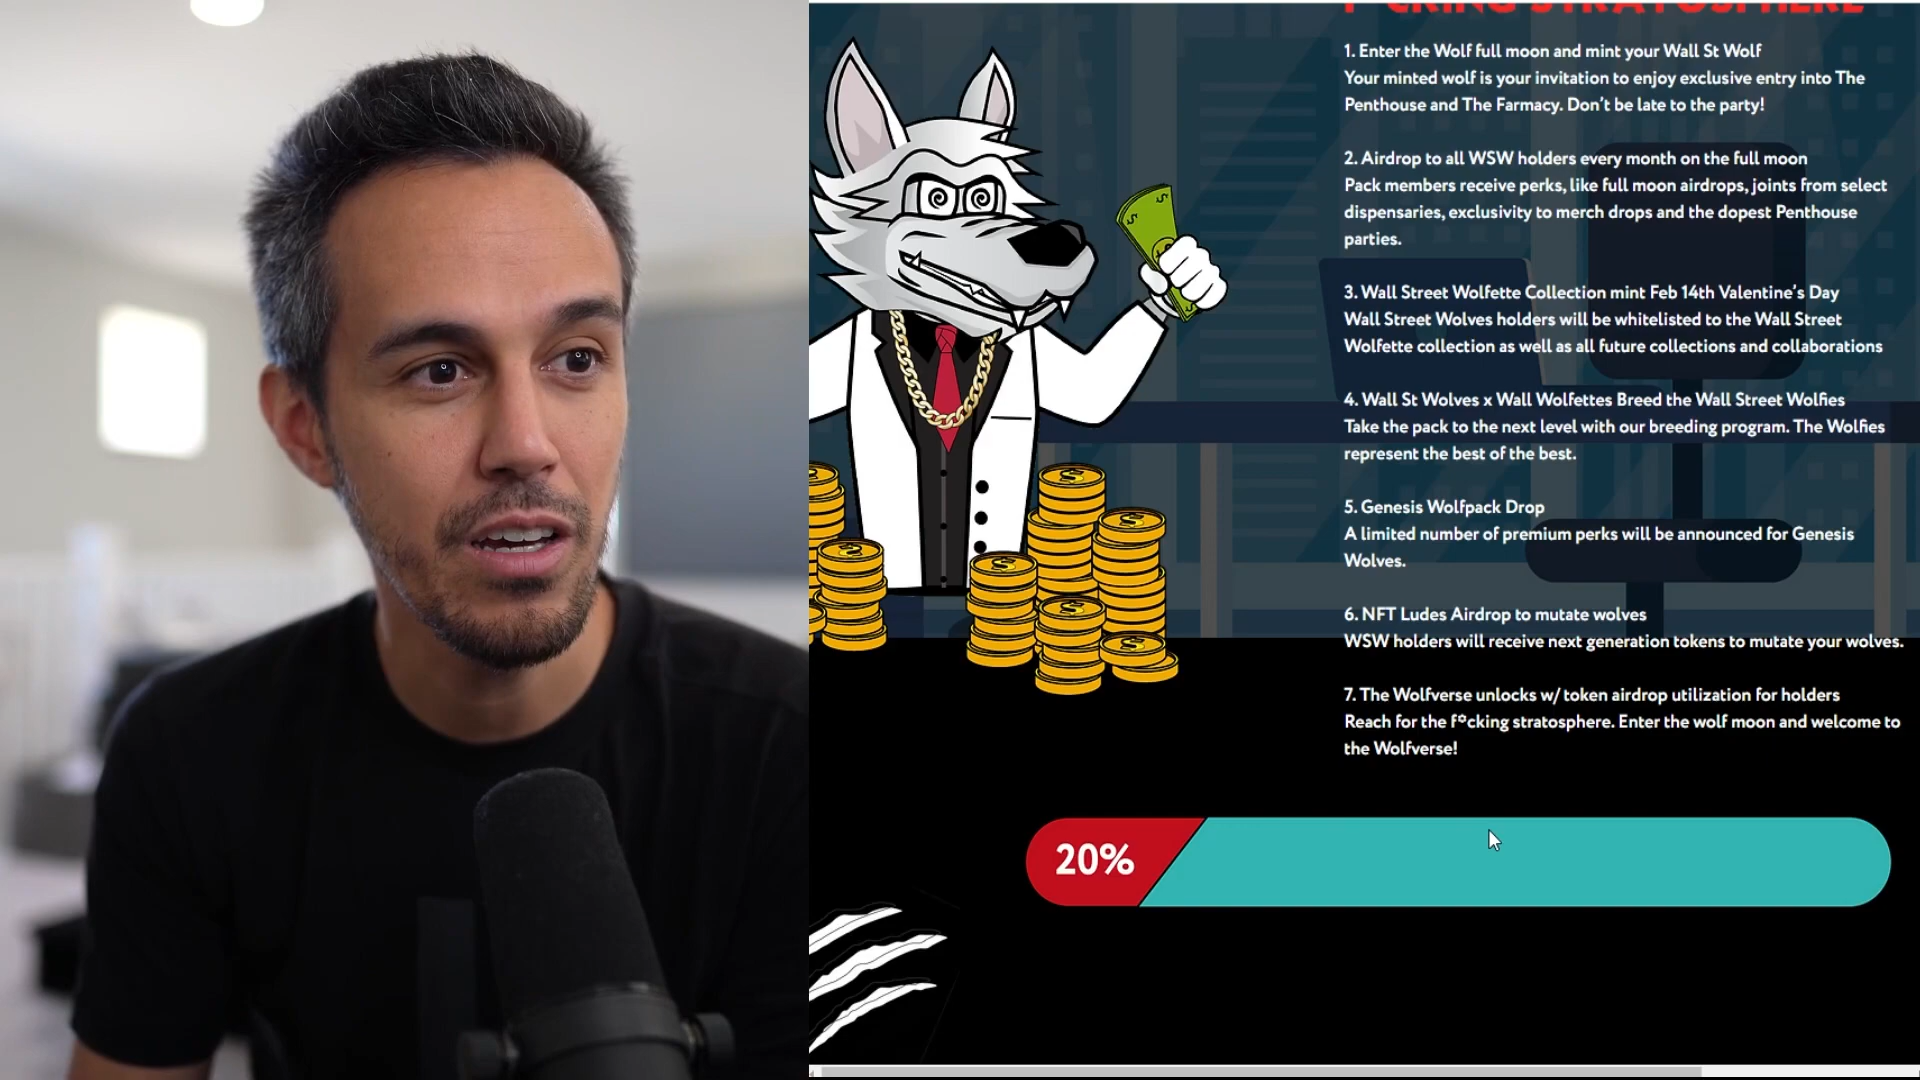 F*CKING STRATOSPHERE
1. Enter the Wolf full moon and mint your Wall St Wolf
Your minted wolf is your invitation to enjoy exclusive entry into The
Penthouse and The Farmacy. Don't be late to the party!
2. Airdrop to all WSW holders every month on the full moon
Pack members receive perks, like full moon airdrops, joints from select
dispensaries, exclusivity to merch drops and the dopest Penthouse
parties.
3. Wall Street Wolfette Collection mint Feb 14th Valentine's Day
Wall Street Wolves holders will be whitelisted to the Wall Street
Wolfette collection as well as all future collections and collaborations
4. Wall St Wolves x Wall Wolfettes Breed the Wall Street Wolfies
Take the pack to the next level with our breeding program. The Wolfies
represent the best of the best.
5. Genesis Wolfpack Drop
A limited number of premium perks will be announced for Genesis
Wolves.
6. NFT Ludes Airdrop to mutate wolves
WSW holders will receive next generation tokens to mutate your wolves.
7. The Wolfverse unlocks w/ token airdrop utilization for holders
Reach for the f*cking stratosphere. Enter the wolf moon and welcome to
the Wolfverse!
20%